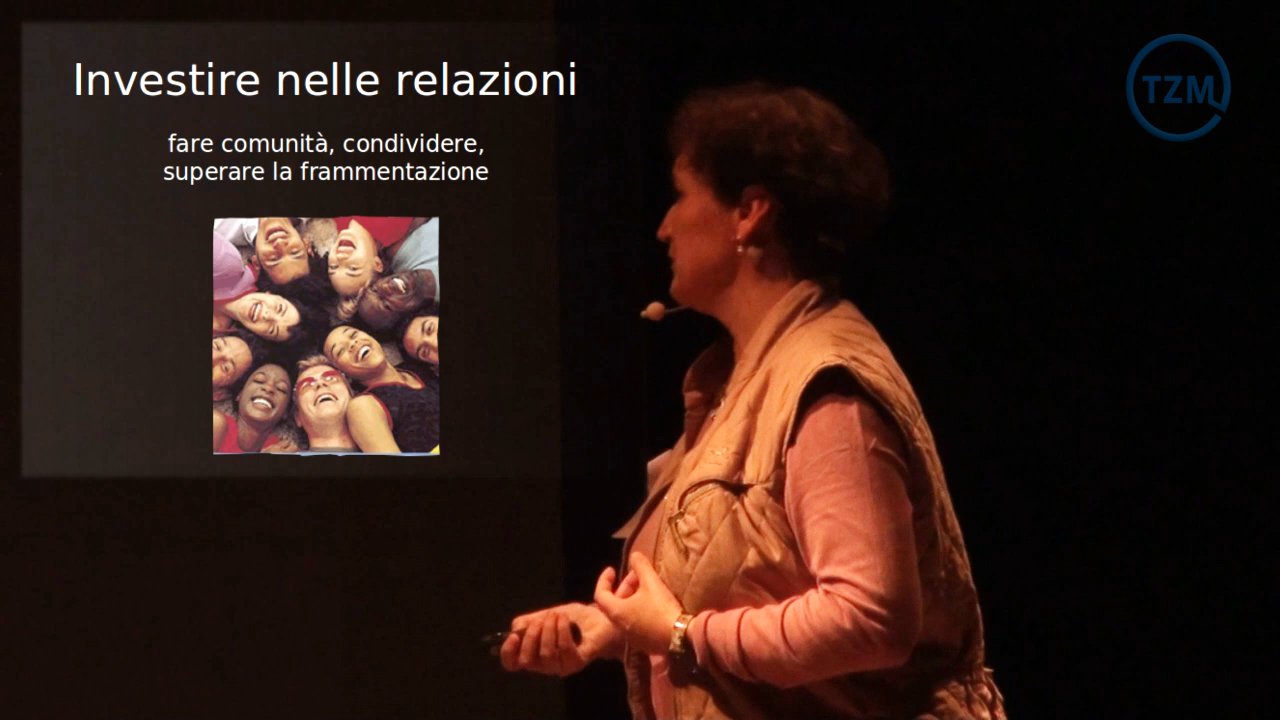 Investire nelle relazioni
fare comunità, condividere,
superare la frammentazione
TZM